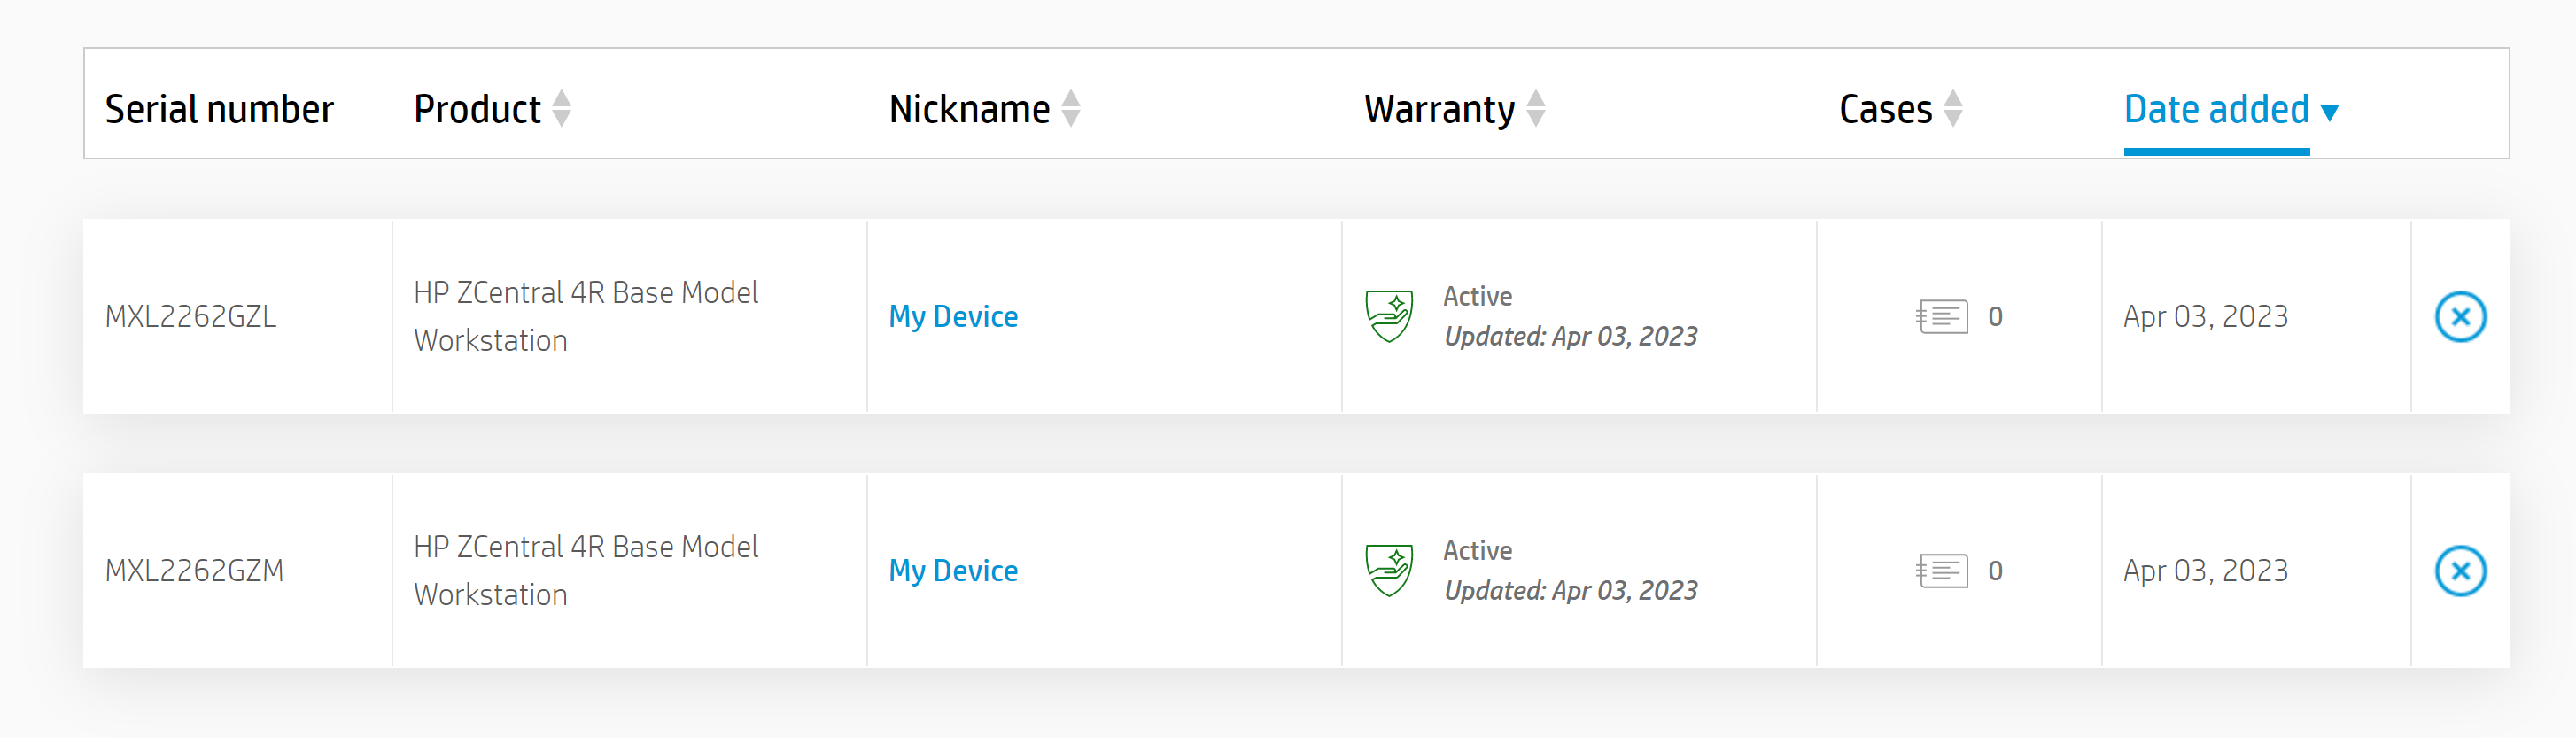 Serial number Product Nickname Warranty Cases Date added
MXL2262GZL
HP ZCentral 4R Base Model
Workstation
My Device
Active
Updated: Apr 03, 2023
0
Apr 03, 2023
MXL2262GZM
HP ZCentral 4R Base Model
Workstation
My Device
Active
Updated: Apr 03, 2023
0
Apr 03, 2023